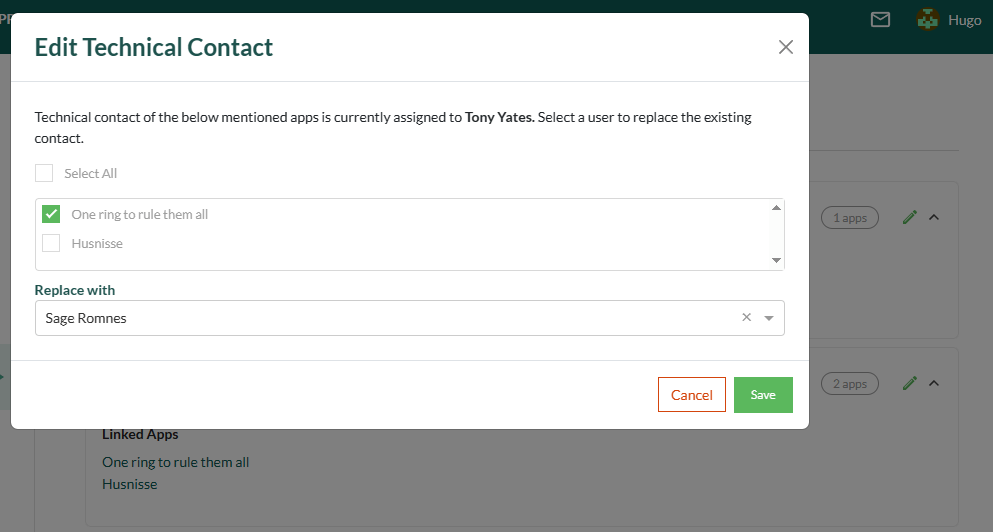 Hugo
Edit Technical Contact
Technical contact of the below mentioned apps is currently assigned to Tony Yates. Select a user to replace the existing
contact.
Select All
One ring to rule them all
Husnisse
Replace with
Sage Romnes
Cancel
Save
1 apps
2 apps
Linked Apps
One ring to rule them all
Husnisse